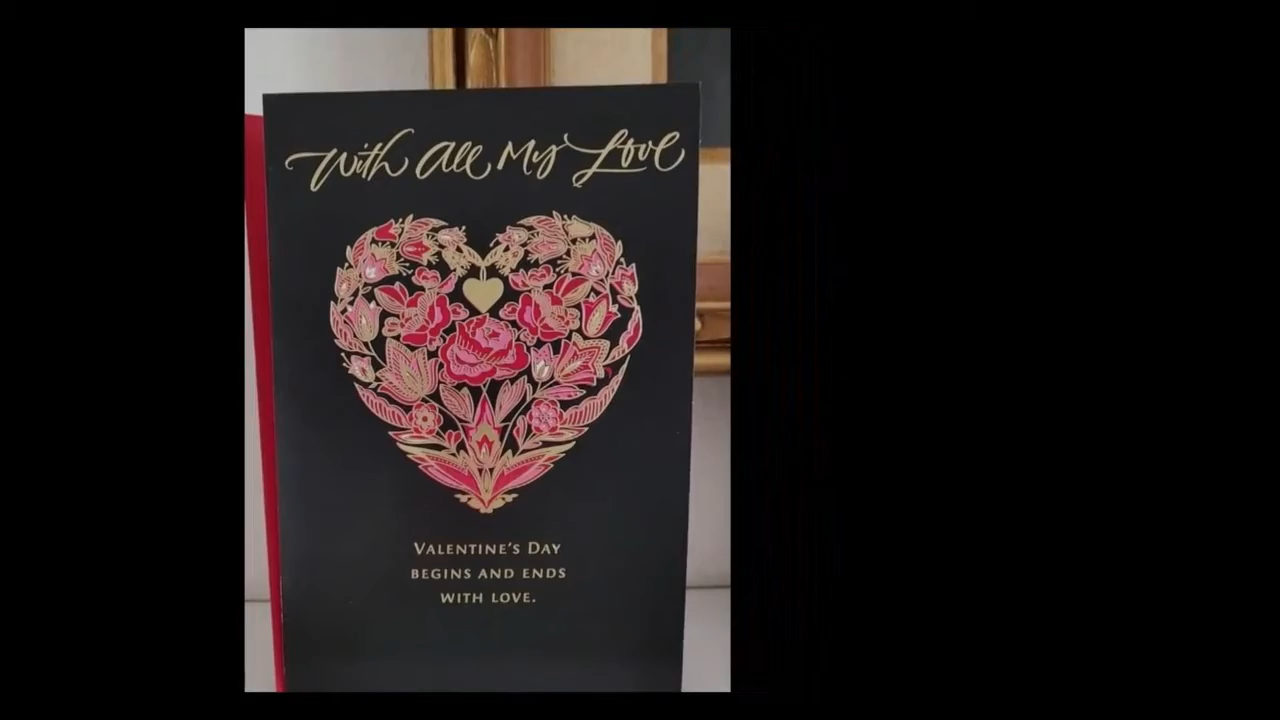 With All My Love
VALENTINE'S DAY
BEGINS AND ENDS
WITH LOVE.